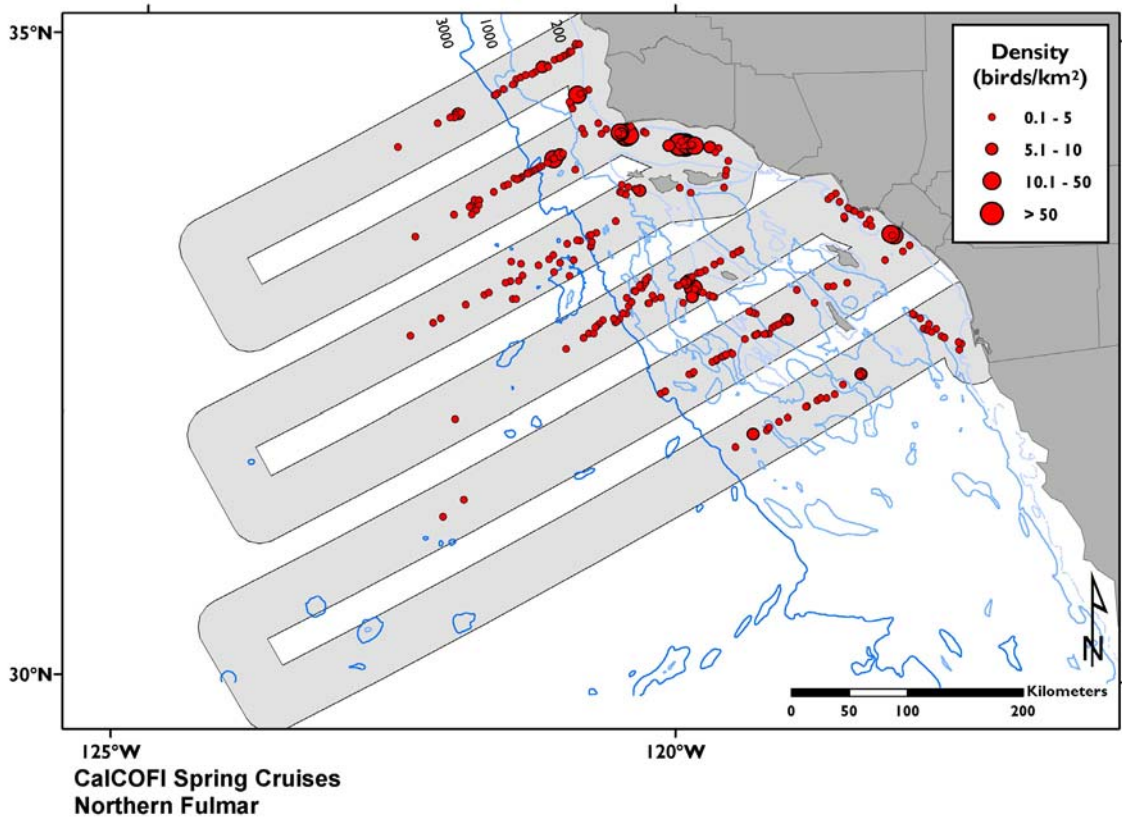 35°N
3000
1000
200
Density
(birds/km²)
0.1 - 5
5.1 - 10
10.1 - 50
> 50
30°N
N
Kilometers
0 50 100 200
125°W 120°W
CalCOFI Spring Cruises
Northern Fulmar